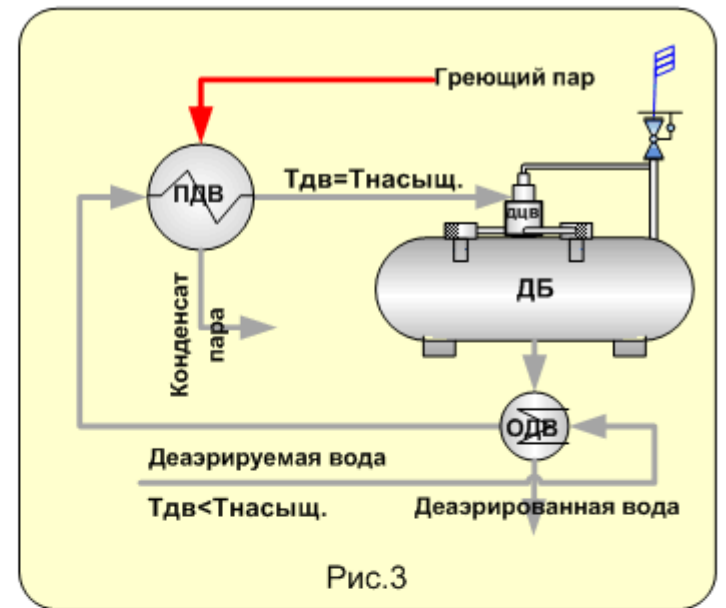 Греющий пар
ПДВ
Тдв=Тнасыщ.
ДЦВ
ДБ
Конденсат
пара
ОДВ
Деаэрируемая вода
Тдв<Тнасыщ.
Деаэрированная вода
Рис.3